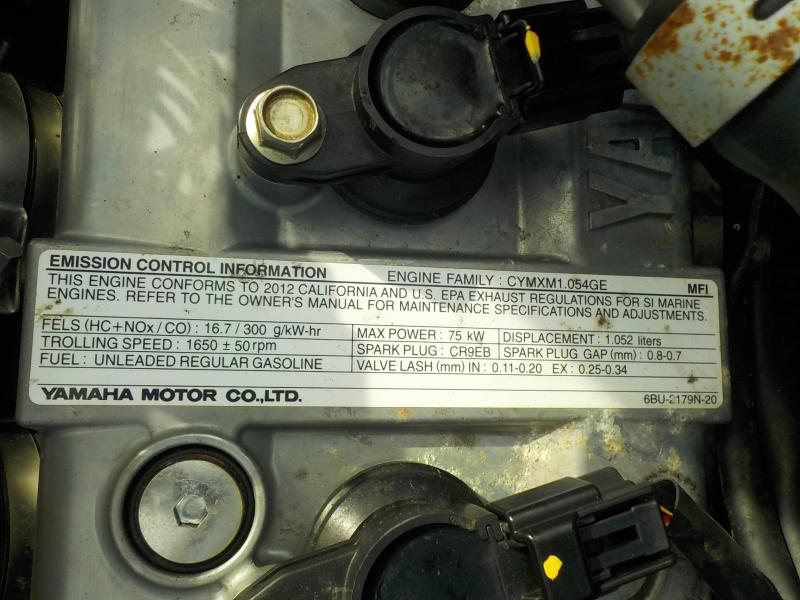 YA
EMISSION CONTROL INFORMATION ENGINE FAMILY : CYMXM1.054GE MFI
THIS ENGINE CONFORMS TO 2012 CALIFORNIA AND U.S. EPA EXHAUST REGULATIONS FOR SI MARINE
ENGINES. REFER TO THE OWNER'S MANUAL FOR MAINTENANCE SPECIFICATIONS AND ADJUSTMENTS.
FELS (HC+NOx / CO) : 16.7 / 300 g/kW-hr MAX POWER : 75 kW DISPLACEMENT : 1.052 liters
TROLLING SPEED : 1650 ± 50 rpm SPARK PLUG : CR9EB SPARK PLUG GAP (mm) : 0.8-0.7
FUEL : UNLEADED REGULAR GASOLINE VALVE LASH (mm) IN : 0.11-0.20 EX : 0.25-0.34
YAMAHA MOTOR CO.,LTD. 6BU-2179N-20